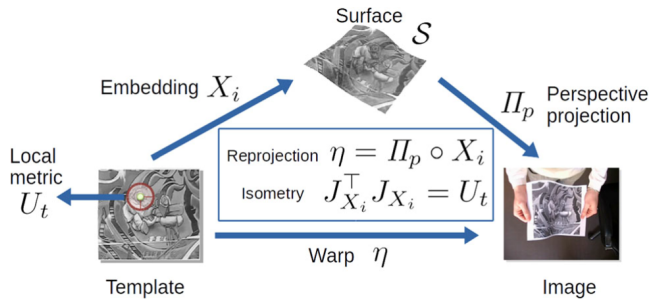 Surface 𝒮
Embedding X_i
Π_p Perspective
projection
Local
metric
U_t
Reprojection η = Π_p ∘ X_i
Isometry J_{X_i}^⊤ J_{X_i} = U_t
Warp η
Template
Image